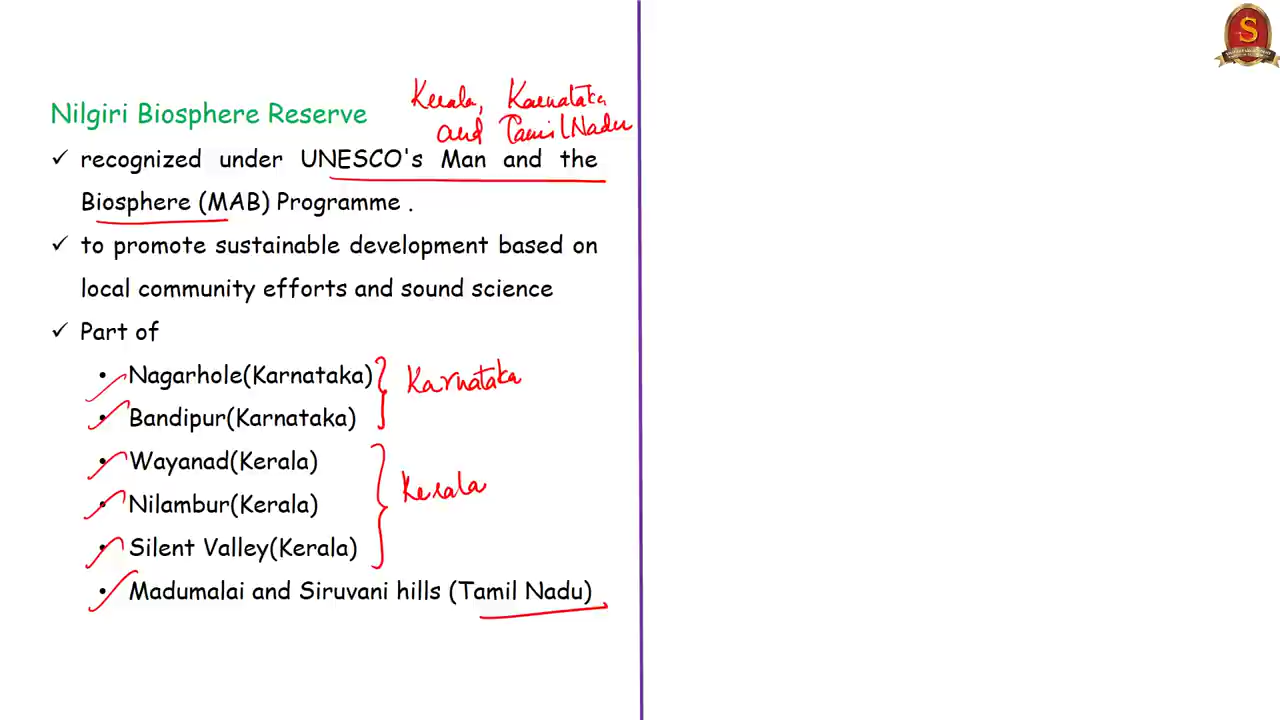 Kerala, Karnataka
Nilgiri Biosphere Reserve
and Tamil Nadu
✓ recognized under UNESCO's Man and the
Biosphere (MAB) Programme .
✓ to promote sustainable development based on
local community efforts and sound science
✓ Part of
• Nagarhole(Karnataka)
Karnataka
• Bandipur(Karnataka)
• Wayanad(Kerala)
Kerala
• Nilambur(Kerala)
• Silent Valley(Kerala)
• Madumalai and Siruvani hills (Tamil Nadu)
S